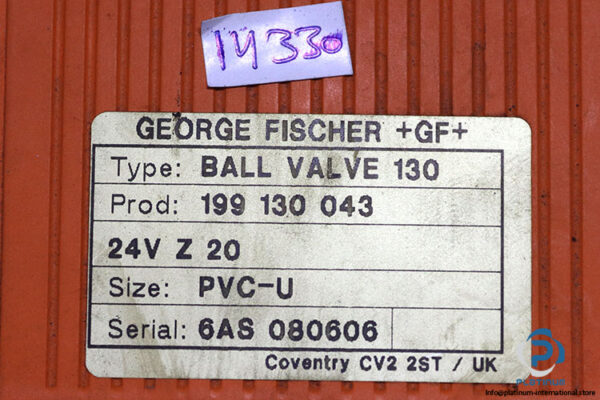 14330
GEORGE FISCHER +GF+
Type: BALL VALVE 130
Prod: 199 130 043
24V Z 20
Size: PVC-U
Serial: 6AS 080606
Coventry CV2 2ST / UK
PLATINUM
info@platinum-international.store